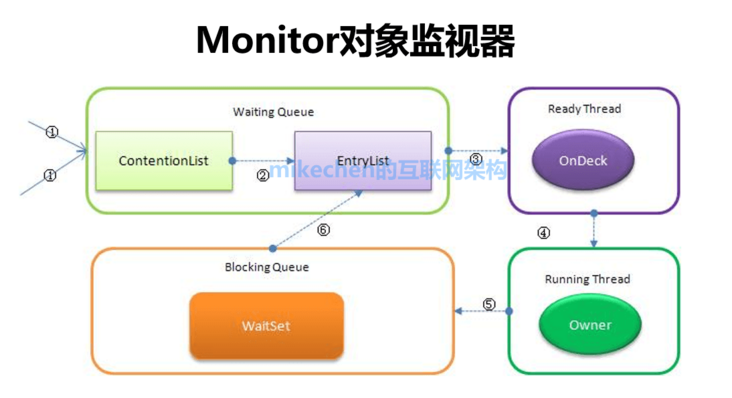 Monitor对象监视器
Waiting Queue
Ready Thread
①
ContentionList
②
EntryList
③
OnDeck
mikechen的互联网架构
①
⑥
④
Blocking Queue
Running Thread
⑤
WaitSet
Owner